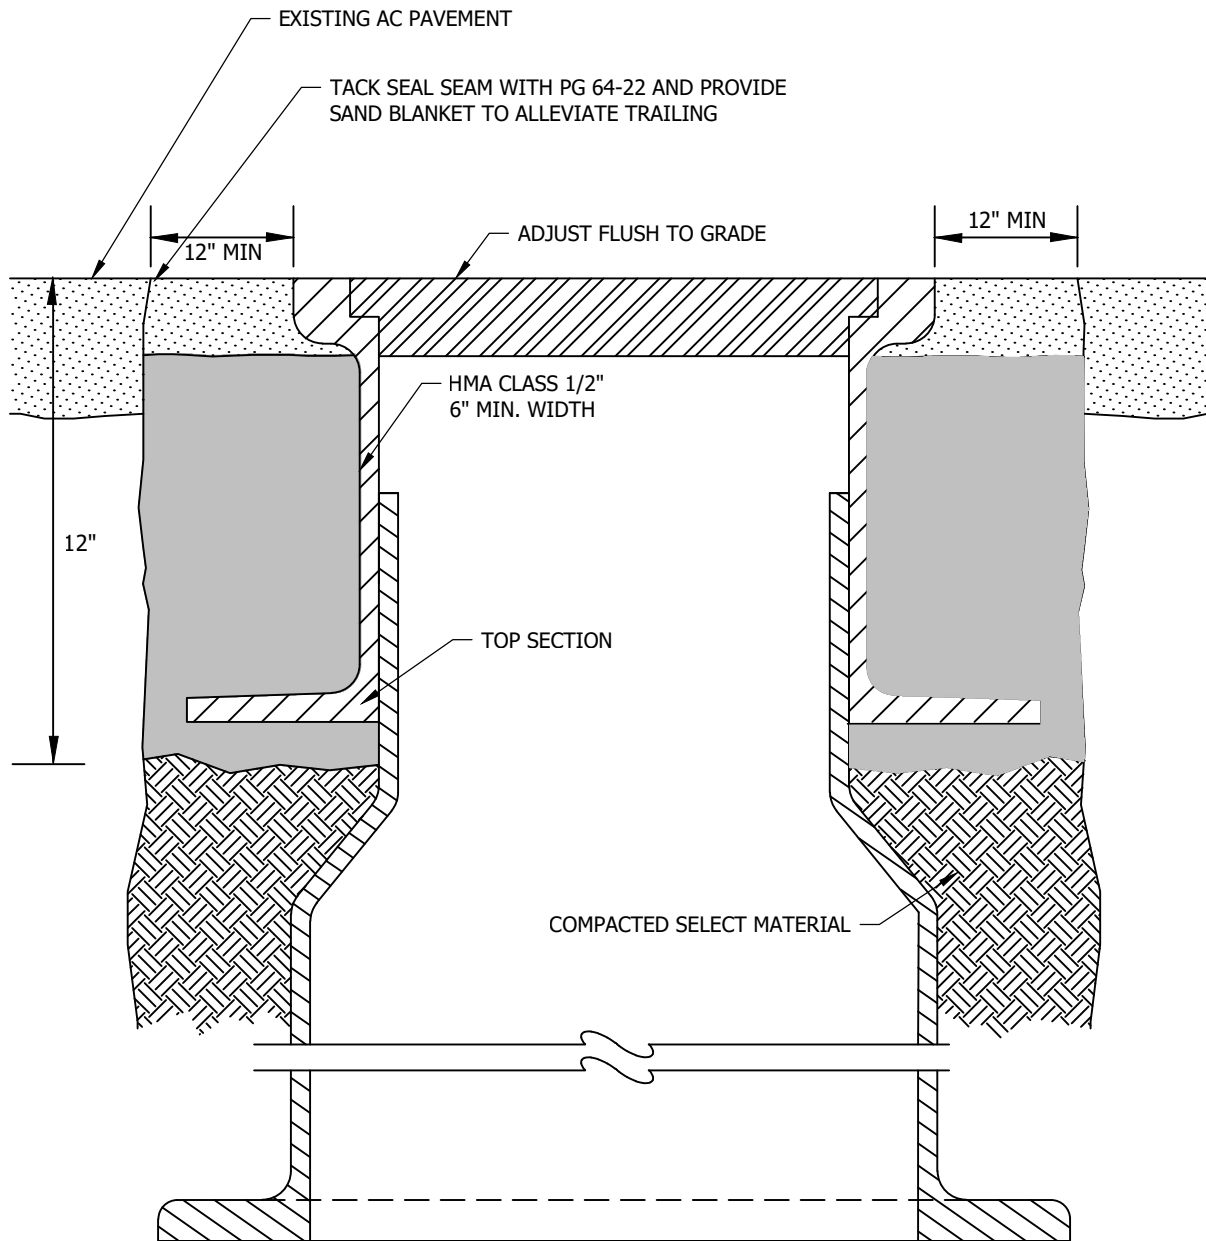 EXISTING AC PAVEMENT
TACK SEAL SEAM WITH PG 64-22 AND PROVIDE
SAND BLANKET TO ALLEVIATE TRAILING
12" MIN
ADJUST FLUSH TO GRADE
12" MIN
HMA CLASS 1/2"
6" MIN. WIDTH
12"
TOP SECTION
COMPACTED SELECT MATERIAL